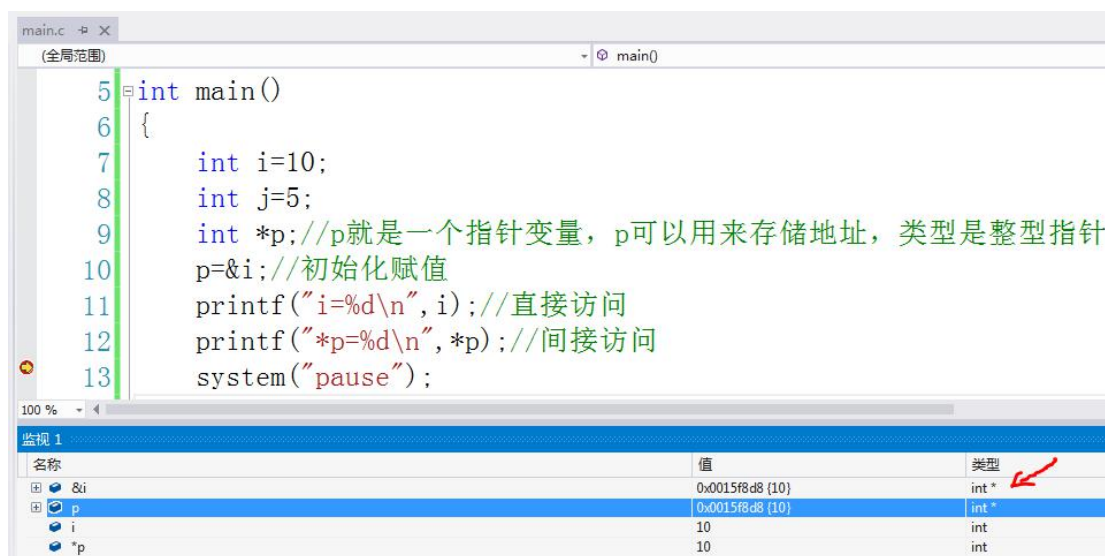 main.c
(全局范围) main()
5 int main()
6 {
7 int i=10;
8 int j=5;
9 int *p;//p就是一个指针变量，p可以用来存储地址，类型是整型指针
10 p=&i;//初始化赋值
11 printf("i=%d\n",i);//直接访问
12 printf("*p=%d\n",*p);//间接访问
13 system("pause");
100 %
监视 1
名称 值 类型
&i 0x0015f8d8 {10} int *
p 0x0015f8d8 {10} int *
i 10 int
*p 10 int